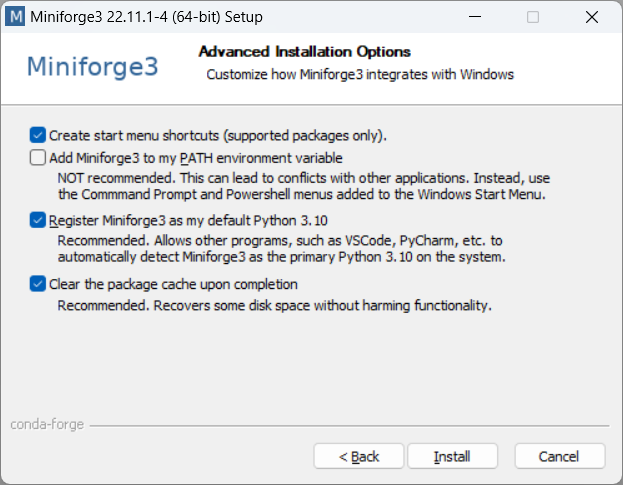 M Miniforge3 22.11.1-4 (64-bit) Setup
Miniforge3
Advanced Installation Options
Customize how Miniforge3 integrates with Windows
Create start menu shortcuts (supported packages only).
Add Miniforge3 to my PATH environment variable
NOT recommended. This can lead to conflicts with other applications. Instead, use
the Commmand Prompt and Powershell menus added to the Windows Start Menu.
Register Miniforge3 as my default Python 3.10
Recommended. Allows other programs, such as VSCode, PyCharm, etc. to
automatically detect Miniforge3 as the primary Python 3.10 on the system.
Clear the package cache upon completion
Recommended. Recovers some disk space without harming functionality.
conda-forge
< Back Install Cancel